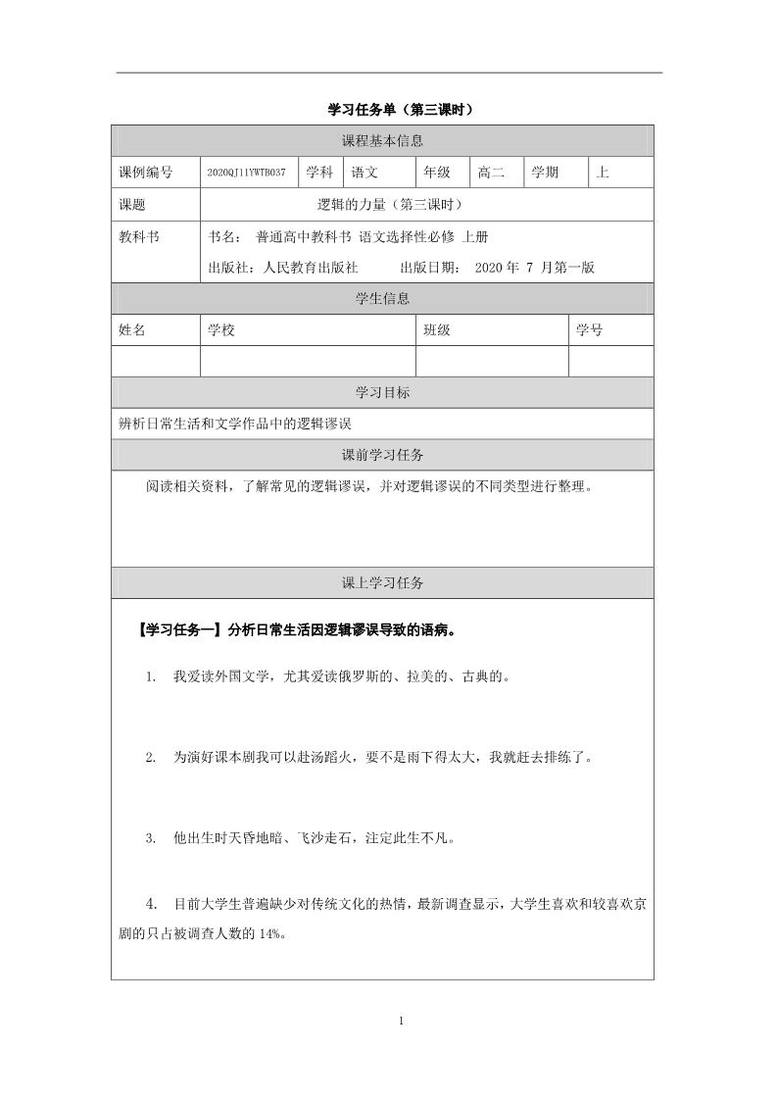 学习任务单（第三课时）
课程基本信息
课例编号 2020QJ11YWTB037 学科 语文 年级 高二 学期 上
课题 逻辑的力量（第三课时）
教科书 书名： 普通高中教科书 语文选择性必修 上册
出版社：人民教育出版社 出版日期： 2020 年 7 月第一版
学生信息
姓名 学校 班级 学号
学习目标
辨析日常生活和文学作品中的逻辑谬误
课前学习任务
阅读相关资料，了解常见的逻辑谬误，并对逻辑谬误的不同类型进行整理。
课上学习任务
【学习任务一】分析日常生活因逻辑谬误导致的语病。
1. 我爱读外国文学，尤其爱读俄罗斯的、拉美的、古典的。
2. 为演好课本剧我可以赴汤蹈火，要不是雨下得太大，我就赶去排练了。
3. 他出生时天昏地暗、飞沙走石，注定此生不凡。
4. 目前大学生普遍缺少对传统文化的热情，最新调查显示，大学生喜欢和较喜欢京
剧的只占被调查人数的 14%。
1